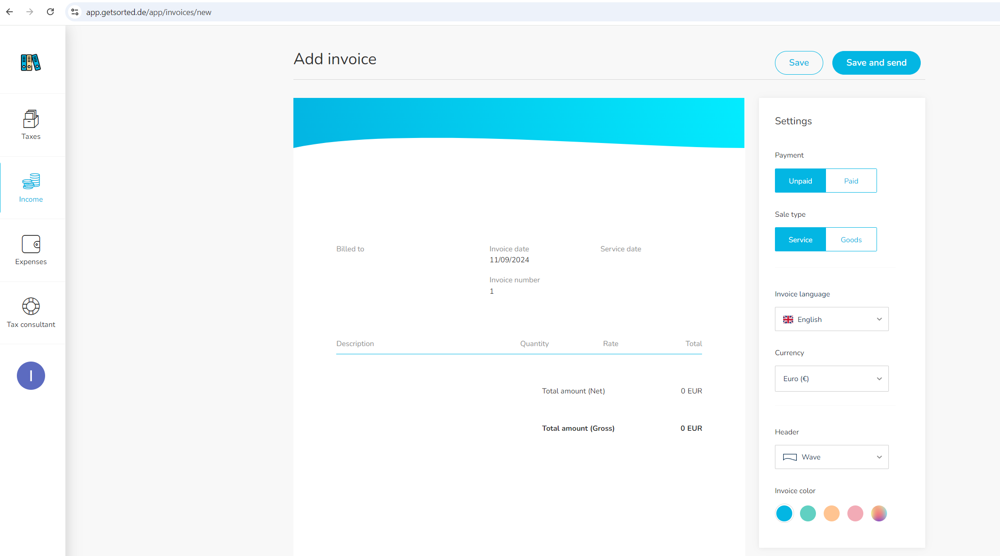 app.getsorted.de/app/invoices/new
Add invoice
Save
Save and send
Taxes
Income
Expenses
Tax consultant
I
Billed to
Invoice date
11/09/2024
Service date
Invoice number
1
Description Quantity Rate Total
Total amount (Net) 0 EUR
Total amount (Gross) 0 EUR
Settings
Payment
Unpaid Paid
Sale type
Service Goods
Invoice language
English
Currency
Euro (€)
Header
Wave
Invoice color